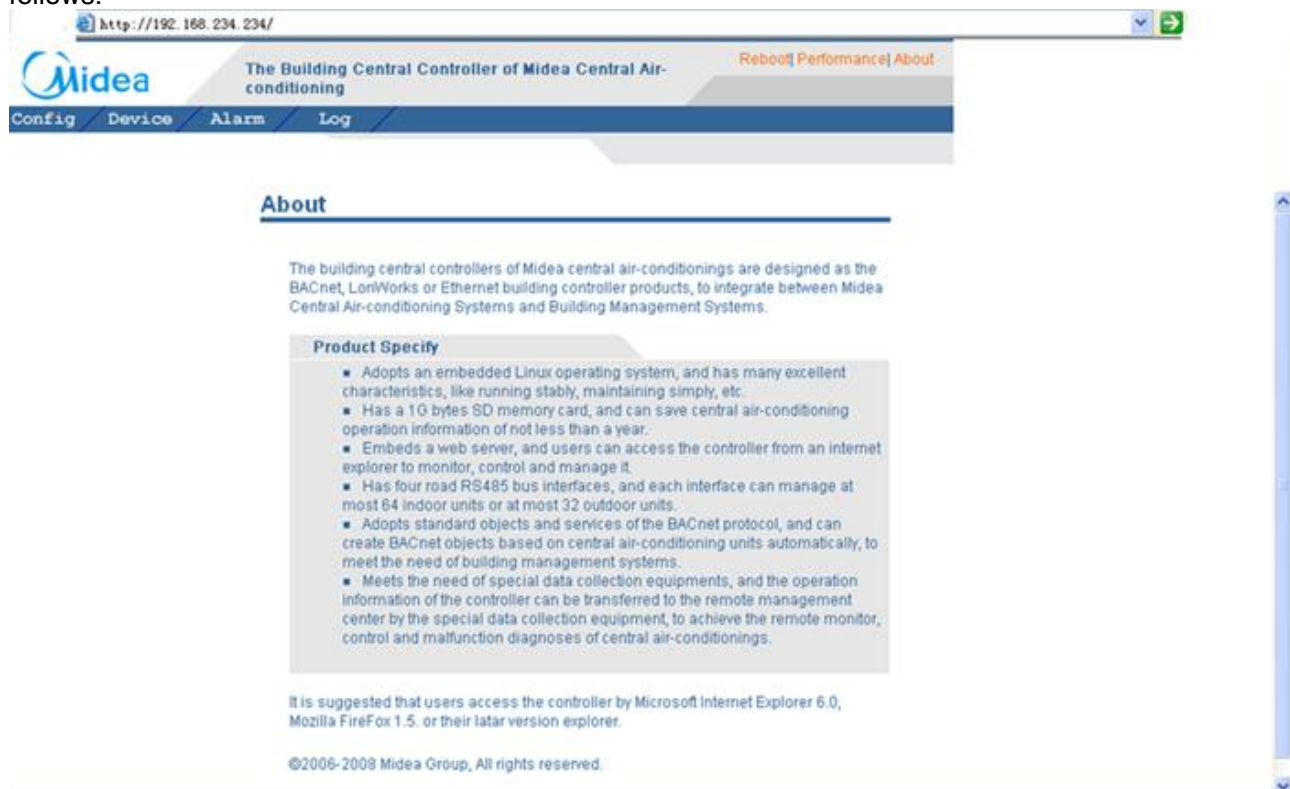 follows:
http://192.168.234.234/
Midea
The Building Central Controller of Midea Central Air-
conditioning
Reboot| Performance| About
Config Device Alarm Log
About
The building central controllers of Midea central air-conditionings are designed as the
BACnet, LonWorks or Ethernet building controller products, to integrate between Midea
Central Air-conditioning Systems and Building Management Systems.
Product Specify
▪ Adopts an embedded Linux operating system, and has many excellent
characteristics, like running stably, maintaining simply, etc.
▪ Has a 1G bytes SD memory card, and can save central air-conditioning
operation information of not less than a year.
▪ Embeds a web server, and users can access the controller from an internet
explorer to monitor, control and manage it.
▪ Has four road RS485 bus interfaces, and each interface can manage at
most 64 indoor units or at most 32 outdoor units.
▪ Adopts standard objects and services of the BACnet protocol, and can
create BACnet objects based on central air-conditioning units automatically, to
meet the need of building management systems.
▪ Meets the need of special data collection equipments, and the operation
information of the controller can be transferred to the remote management
center by the special data collection equipment, to achieve the remote monitor,
control and malfunction diagnoses of central air-conditionings.
It is suggested that users access the controller by Microsoft Internet Explorer 6.0,
Mozilla FireFox 1.5. or their latar version explorer.
©2006-2008 Midea Group, All rights reserved.